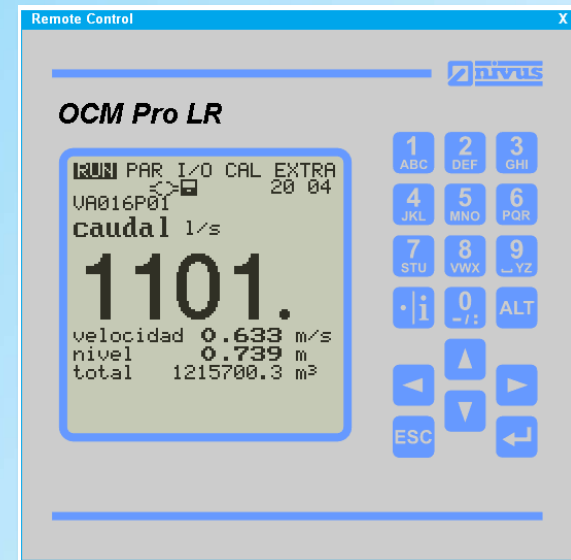 Remote Control X
nivus
OCM Pro LR
RUN PAR I/O CAL EXTRA
20 04
VA016P01
caudal l/s
1101.
velocidad 0.633 m/s
nivel 0.739 m
total 1215700.3 m³
1 2 3
ABC DEF GHI
4 5 6
JKL MNO PQR
7 8 9
STU VWX ⎵YZ
·|i 0 ALT
–/:
ESC